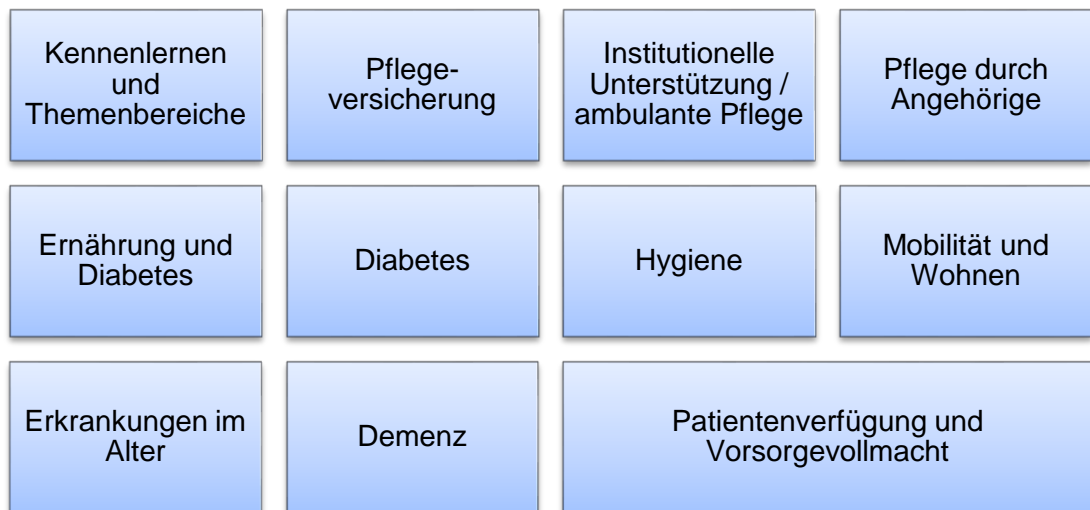 Kennenlernen
und
Themenbereiche
Pflege-
versicherung
Institutionelle
Unterstützung /
ambulante Pflege
Pflege durch
Angehörige
Ernährung und
Diabetes
Diabetes
Hygiene
Mobilität und
Wohnen
Erkrankungen im
Alter
Demenz
Patientenverfügung und
Vorsorgevollmacht